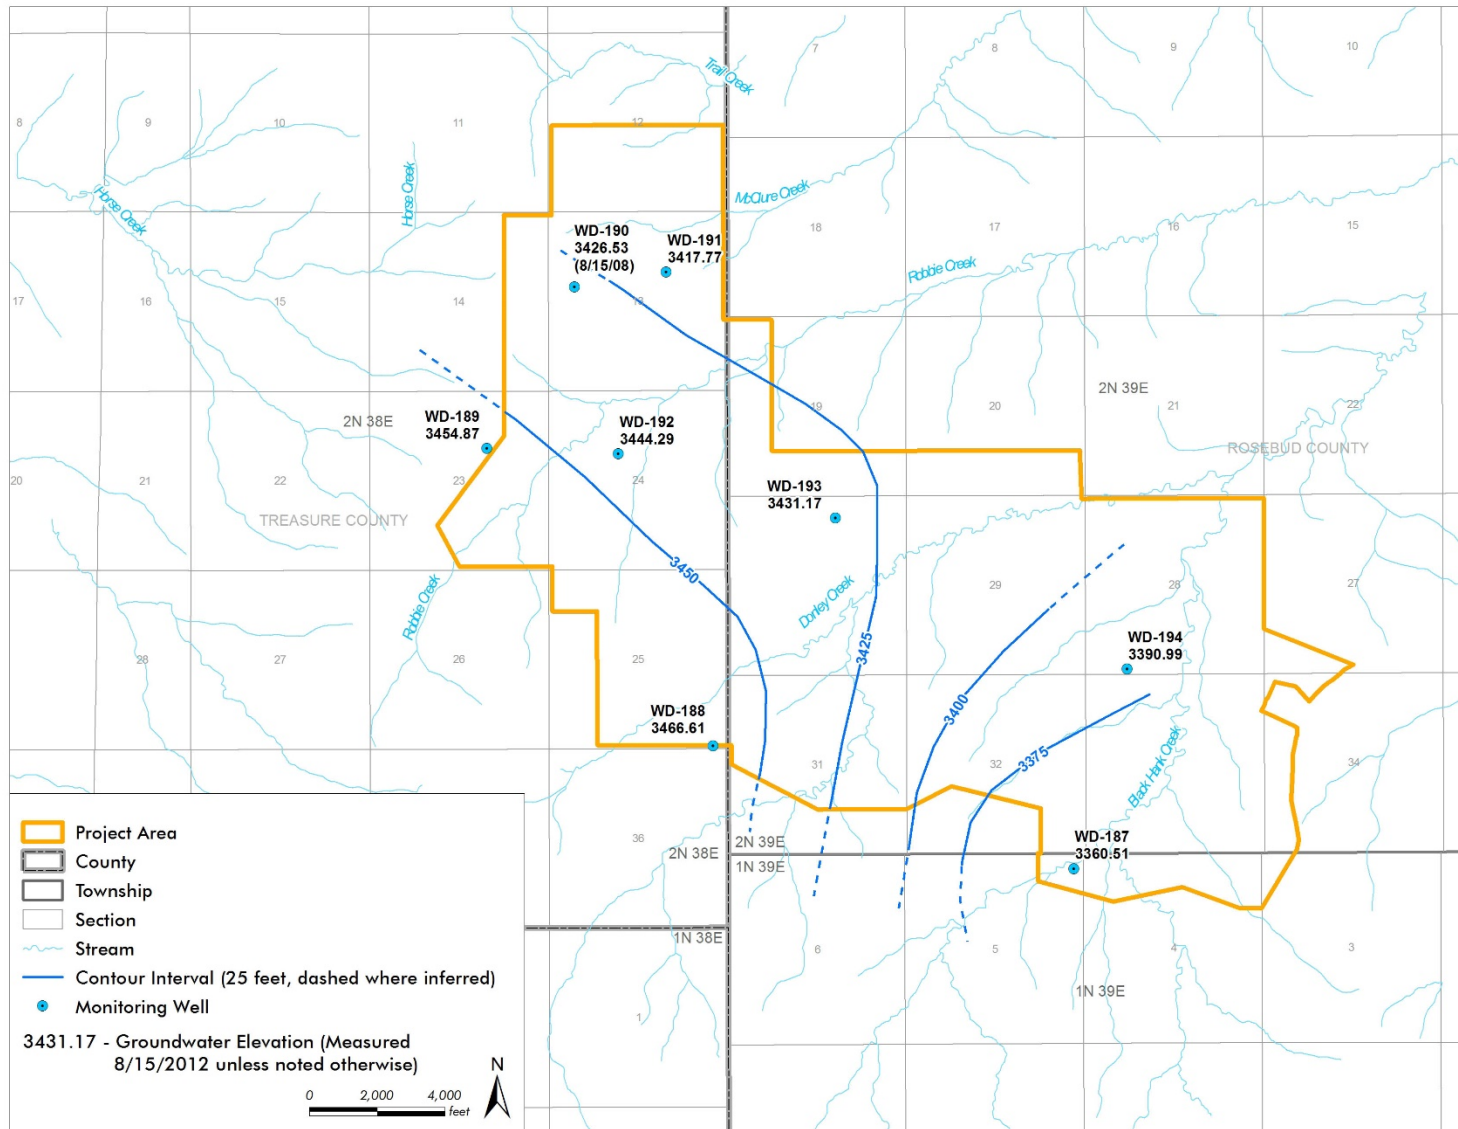 Trail Creek
7
8
9
10
8
9
10
11
12
Horse Creek
Horse Creek
McClure Creek
18
17
16
15
Robbie Creek
WD-190
3426.53
(8/15/08)
WD-191
3417.77
17
16
15
14
13
2N 39E
WD-189
3454.87
2N 38E
WD-192
3444.29
19
20
21
22
ROSEBUD COUNTY
20
21
22
23
24
TREASURE COUNTY
WD-193
3431.17
3450
Robbie Creek
Donley Creek
29
28
27
3425
WD-194
3390.99
28
27
26
25
WD-188
3466.61
3400
3375
Black Hank Creek
31
32
34
36
2N 38E
2N 39E
1N 39E
WD-187
3360.51
1N 38E
6
5
4
3
1
1N 39E
Project Area
County
Township
Section
Stream
Contour Interval (25 feet, dashed where inferred)
Monitoring Well
3431.17 - Groundwater Elevation (Measured
8/15/2012 unless noted otherwise)
N
0 2,000 4,000
feet